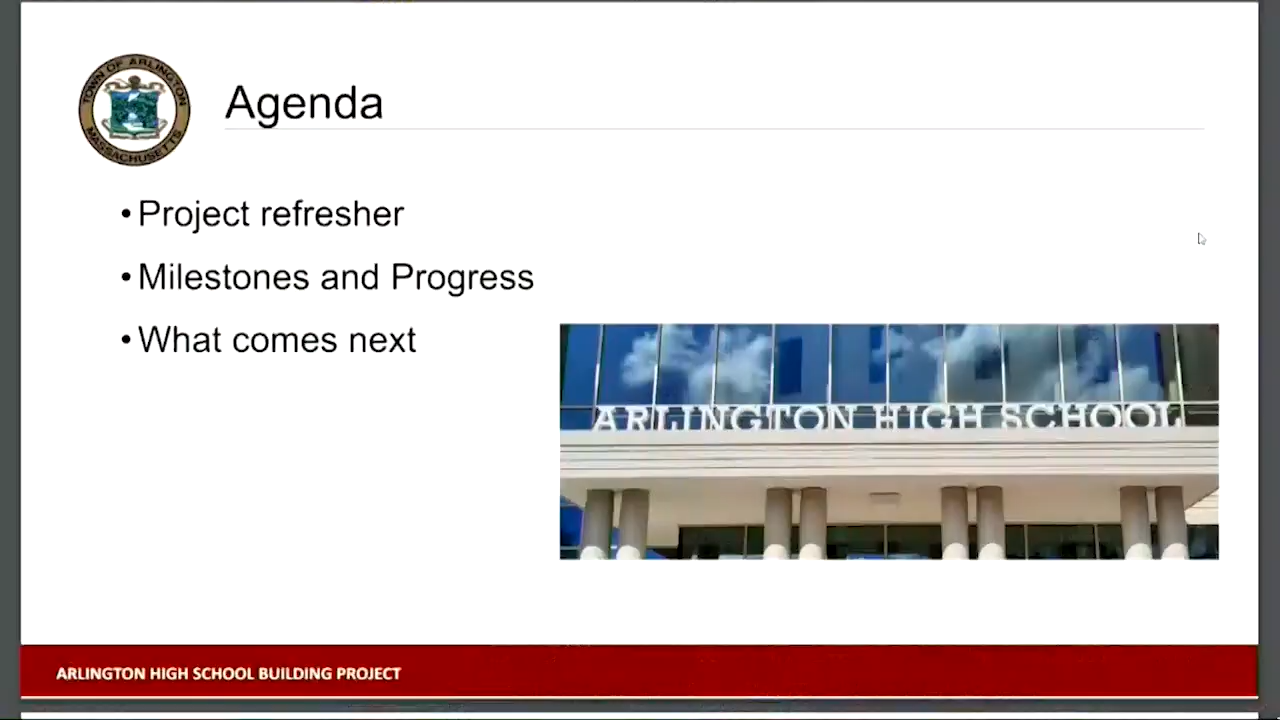 TOWN OF ARLINGTON
MASSACHUSETTS
Agenda
• Project refresher
• Milestones and Progress
• What comes next
ARLINGTON HIGH SCHOOL
ARLINGTON HIGH SCHOOL BUILDING PROJECT